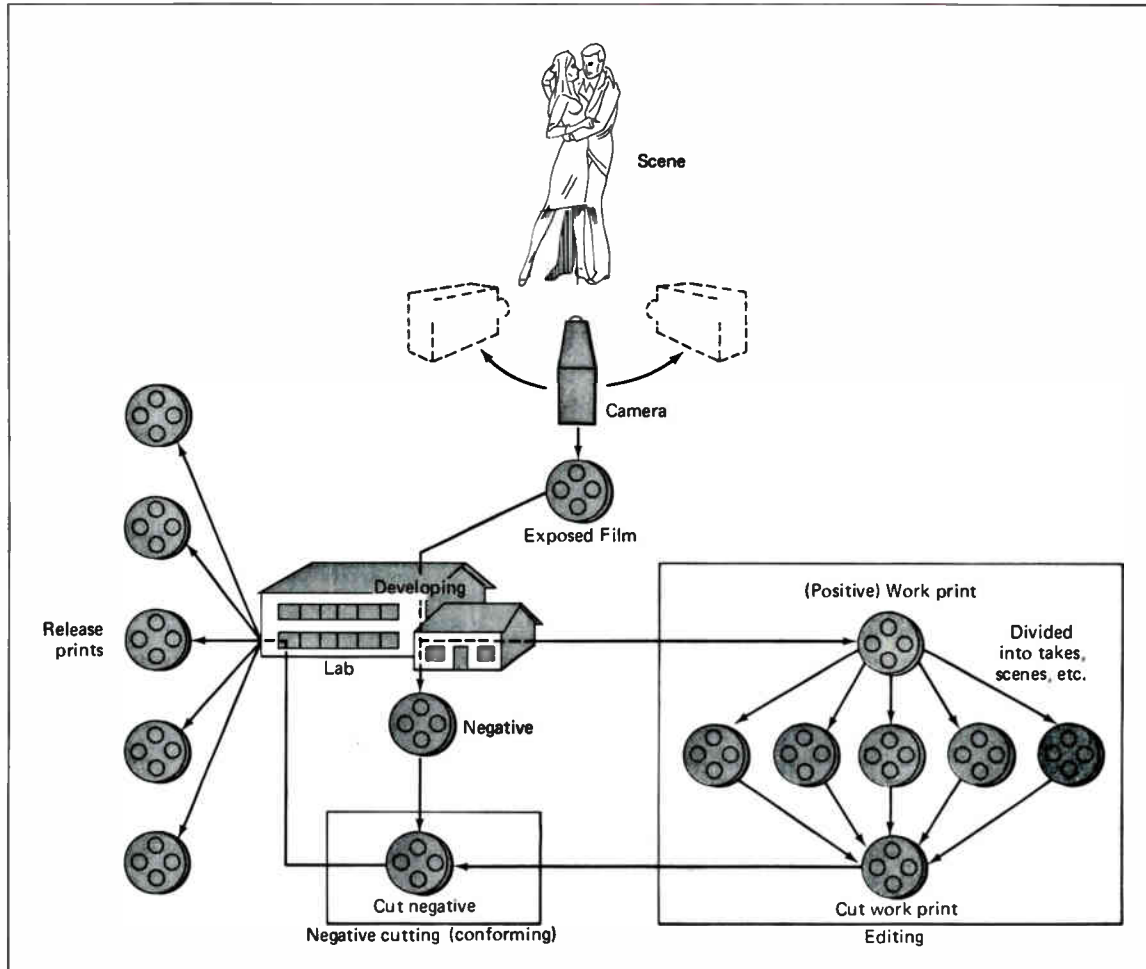 Scene
Camera
Exposed Film
Developing
(Positive) Work print
Divided
into takes,
scenes, etc.
Release
prints
Lab
Negative
Cut negative
Negative cutting (conforming)
Cut work print
Editing